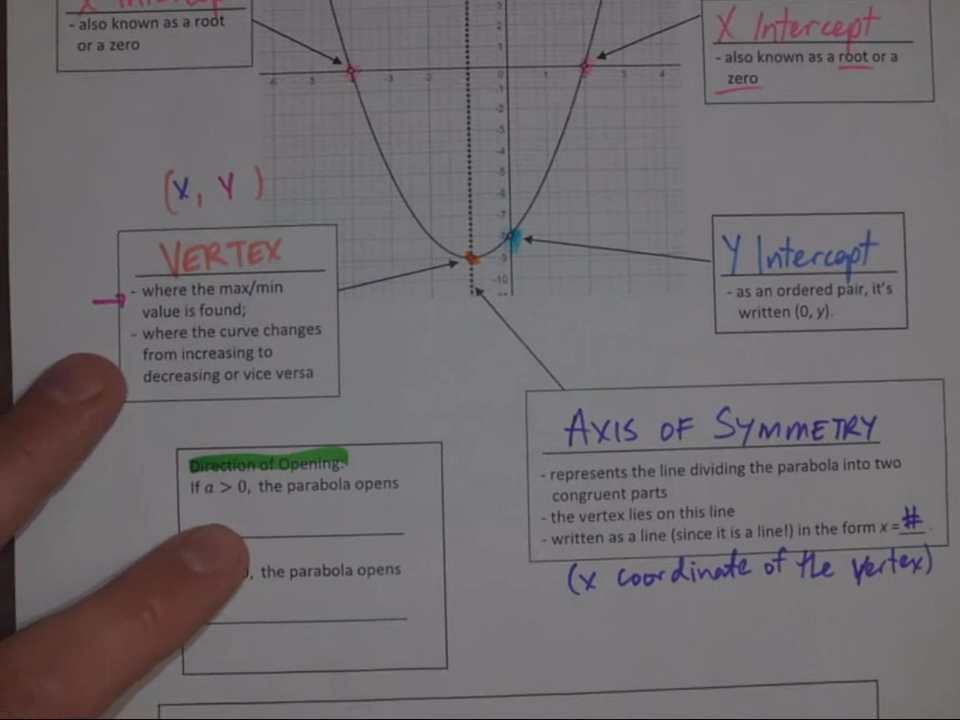 X Intercept
- also known as a root
or a zero
X Intercept
- also known as a root or a
zero
(x, y)
VERTEX
- where the max/min
value is found;
- where the curve changes
from increasing to
decreasing or vice versa
Y Intercept
- as an ordered pair, it's
written (0, y).
AXIS OF SYMMETRY
- represents the line dividing the parabola into two
congruent parts
- the vertex lies on this line
- written as a line (since it is a line!) in the form x = #.
(x coordinate of the vertex)
Direction of Opening:
If a > 0, the parabola opens
, the parabola opens